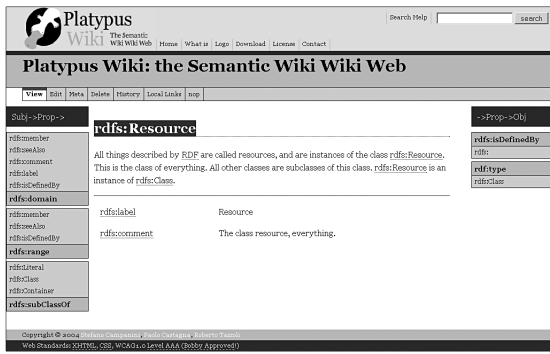 Platypus
Wiki The Semantic Wiki Wiki Web
Home What is Logo Download License Contact
Search Help search
Platypus Wiki: the Semantic Wiki Wiki Web
View Edit Meta Delete History Local Links nop
Subj->Prop->
rdfs:member
rdfs:seeAlso
rdfs:comment
rdfs:label
rdfs:isDefinedBy
rdfs:domain
rdfs:member
rdfs:seeAlso
rdfs:isDefinedBy
rdfs:range
rdfs:Literal
rdfs:Class
rdfs:Container
rdfs:subClassOf
rdfs:Resource
All things described by RDF are called resources, and are instances of the class rdfs:Resource.
This is the class of everything. All other classes are subclasses of this class. rdfs:Resource is an
instance of rdfs:Class.
rdfs:label Resource
rdfs:comment The class resource, everything.
->Prop->Obj
rdfs:isDefinedBy
rdfs:
rdf:type
rdfs:Class
Copyright © 2004 Stefano Campanini, Paolo Castagna, Roberto Tazzoli
Web Standards: XHTML, CSS, WCAG1.0 Level AAA (Bobby Approved!)